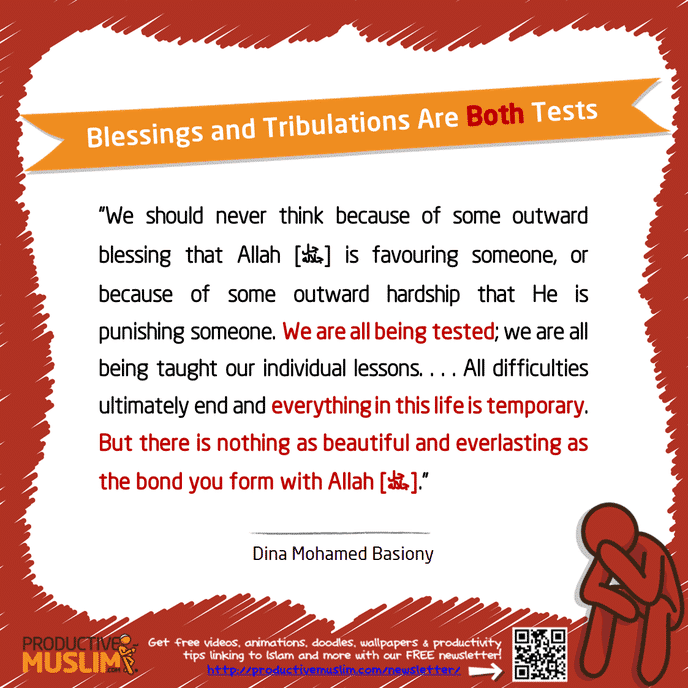 Blessings and Tribulations Are Both Tests
"We should never think because of some outward
blessing that Allah [ﷻ] is favouring someone, or
because of some outward hardship that He is
punishing someone. We are all being tested; we are all
being taught our individual lessons. . . . All difficulties
ultimately end and everything in this life is temporary.
But there is nothing as beautiful and everlasting as
the bond you form with Allah [ﷻ]."
Dina Mohamed Basiony
PRODUCTIVE
MUSLIM.com
Get free videos, animations, doodles, wallpapers & productivity
tips linking to Islam and more with our FREE newsletter!
http://productivemuslim.com/newsletter/